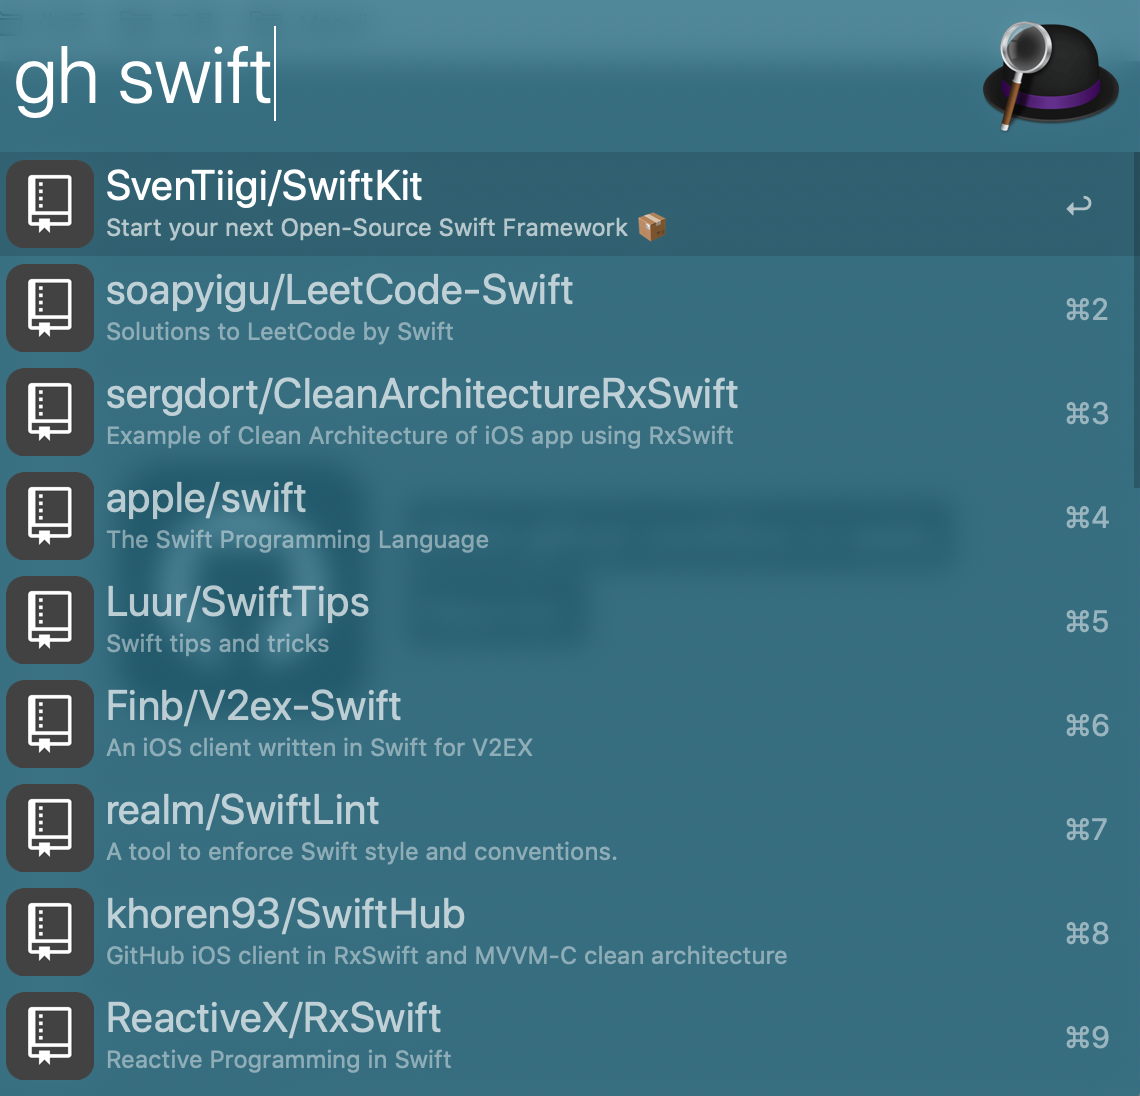 gh swift
SvenTiigi/SwiftKit
Start your next Open-Source Swift Framework 📦
↩
soapyigu/LeetCode-Swift
Solutions to LeetCode by Swift
⌘2
sergdort/CleanArchitectureRxSwift
Example of Clean Architecture of iOS app using RxSwift
⌘3
apple/swift
The Swift Programming Language
⌘4
Luur/SwiftTips
Swift tips and tricks
⌘5
Finb/V2ex-Swift
An iOS client written in Swift for V2EX
⌘6
realm/SwiftLint
A tool to enforce Swift style and conventions.
⌘7
khoren93/SwiftHub
GitHub iOS client in RxSwift and MVVM-C clean architecture
⌘8
ReactiveX/RxSwift
Reactive Programming in Swift
⌘9